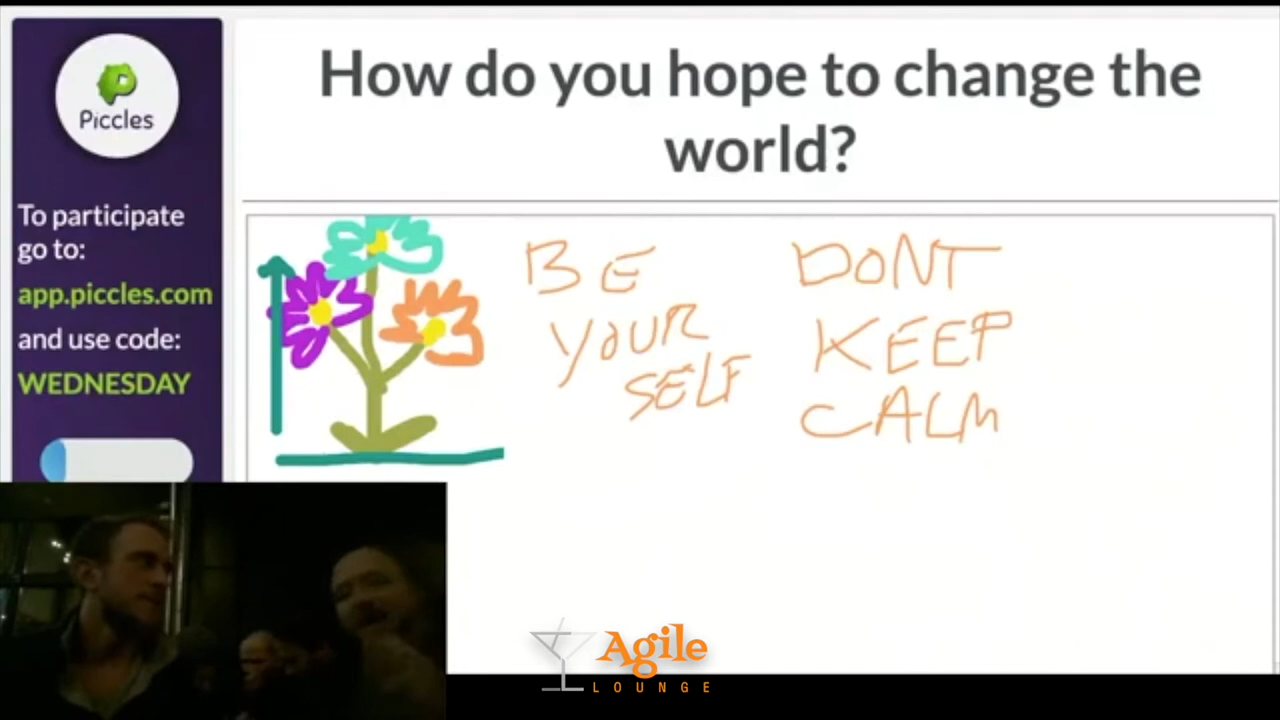 Piccles
To participate
go to:
app.piccles.com
and use code:
WEDNESDAY
How do you hope to change the
world?
BE
YOUR
SELF
DONT
KEEP
CALM
Agile
LOUNGE